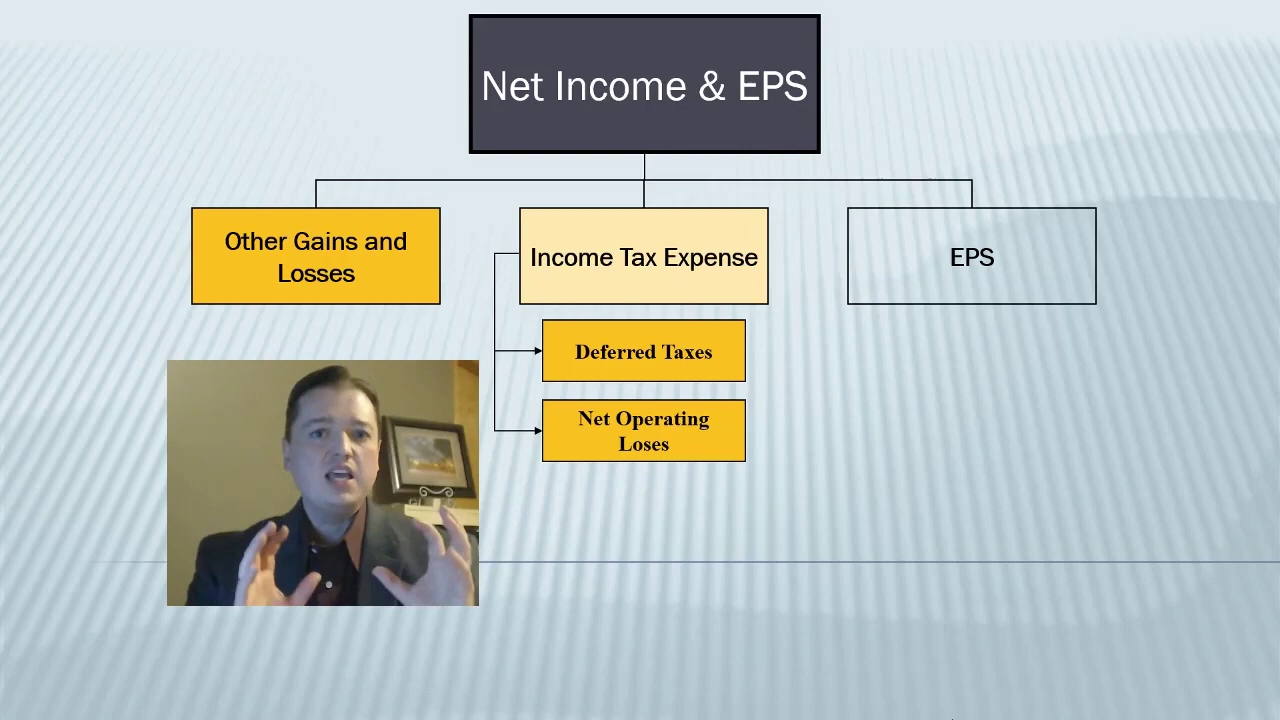 Net Income & EPS
Other Gains and
Losses
Income Tax Expense
EPS
Deferred Taxes
Net Operating
Loses